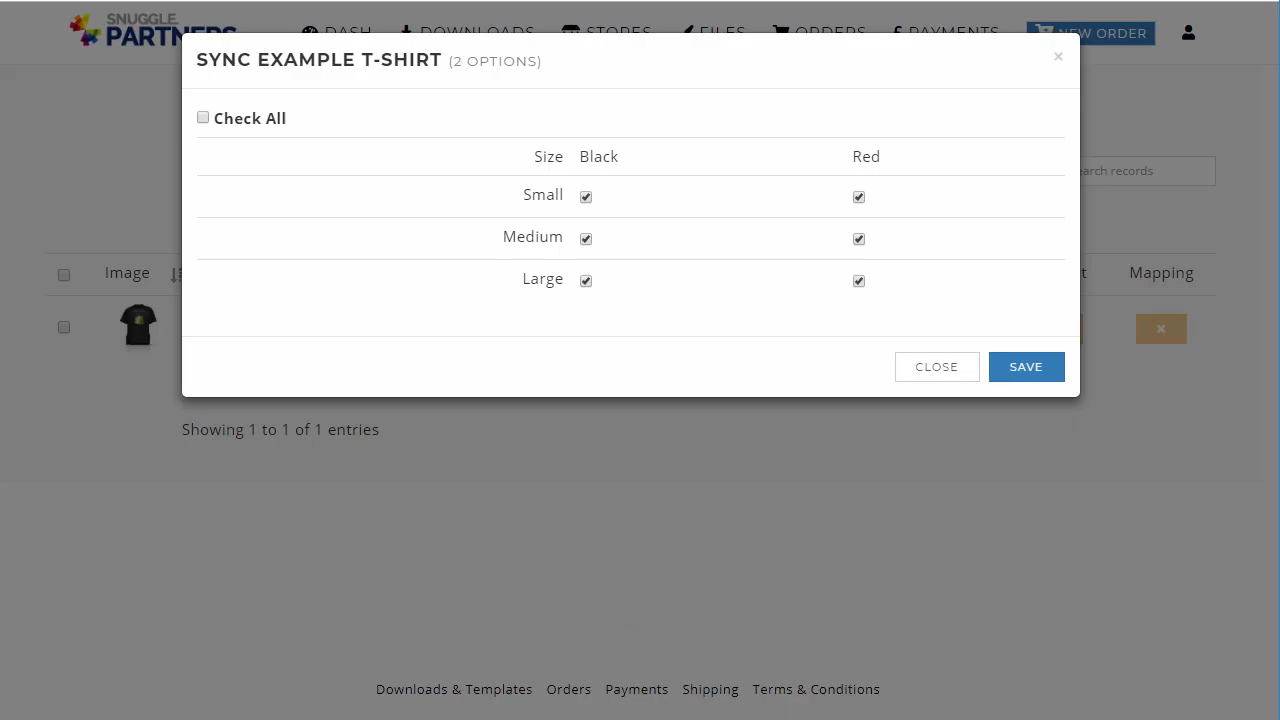 SNUGGLE
PARTNERS
DASH DOWNLOADS STORES FILES ORDERS PAYMENTS NEW ORDER
SYNC EXAMPLE T-SHIRT (2 OPTIONS)
×
Check All
Size Black Red
Small
Medium
Large
CLOSE SAVE
records
Image Mapping
Showing 1 to 1 of 1 entries
Downloads & Templates Orders Payments Shipping Terms & Conditions